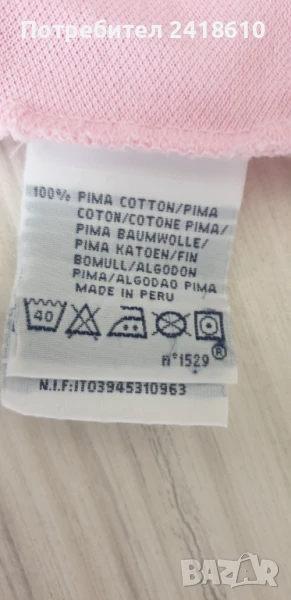 Потребител 2418610
100% PIMA COTTON/PIMA
COTON/COTONE PIMA/
PIMA BAUMWOLLE/
PIMA KATOEN/FIN
BOMULL/ALGODON
PIMA/ALGODAO PIMA
MADE IN PERU
40
n°1529 ®
N.I.F:IT03945310963
BAZAR